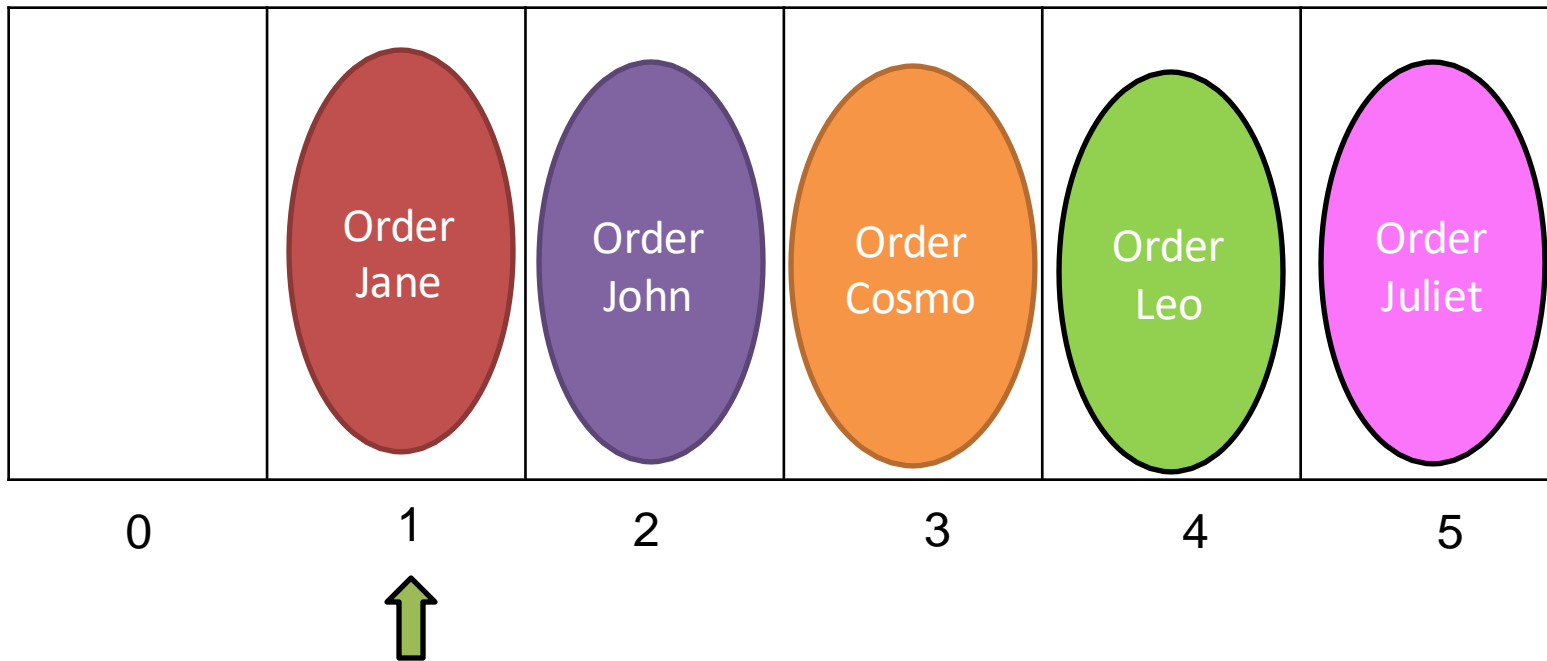 Order
Jane
Order
John
Order
Cosmo
Order
Leo
Order
Juliet
0 1 2 3 4 5